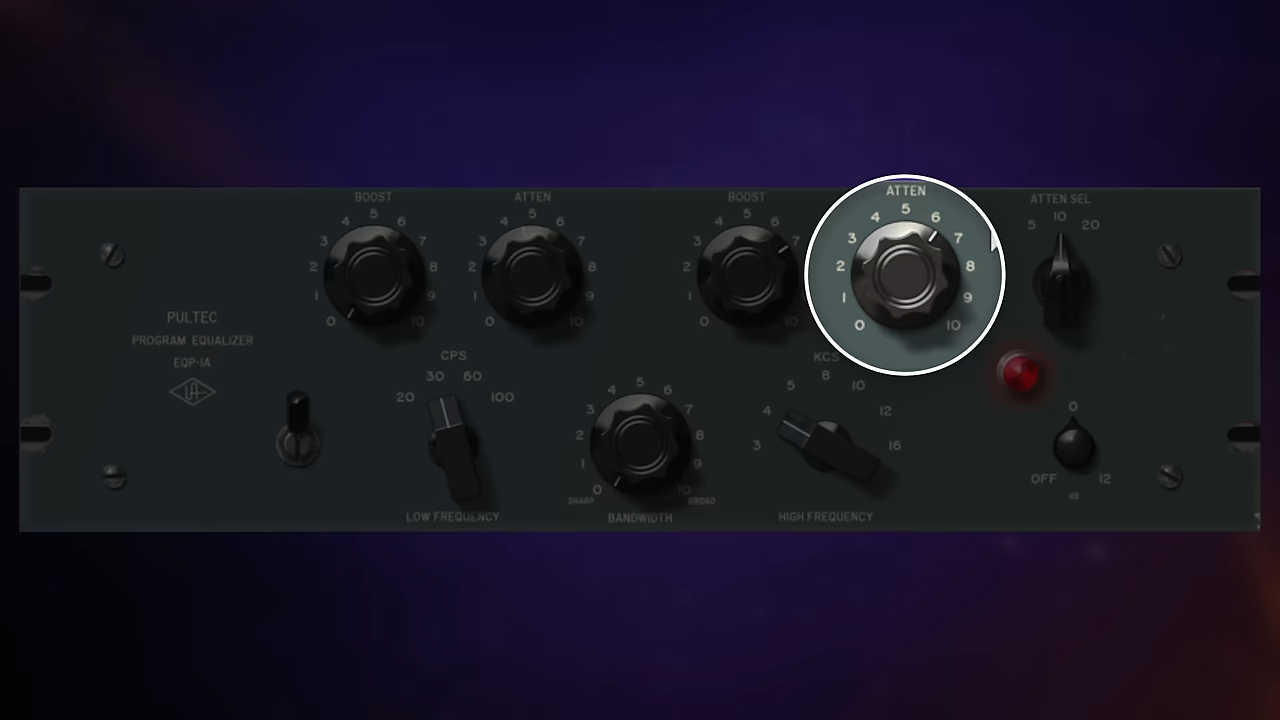 BOOST
0 1 2 3 4 5 6 7 8 9 10
ATTEN
0 1 2 3 4 5 6 7 8 9 10
BOOST
0 1 2 3 4 5 6 7 8 10
ATTEN
0 1 2 3 4 5 6 7 8 9 10
ATTEN SEL
5 10 20
PULTEC
PROGRAM EQUALIZER
EQP-1A
UA
CPS
20 30 60 100
LOW FREQUENCY
0 1 2 3 4 5 6 7 8 9 10
SHARP BROAD
BANDWIDTH
KCS
3 4 5 8 10 12 16
HIGH FREQUENCY
0
OFF 12
dB